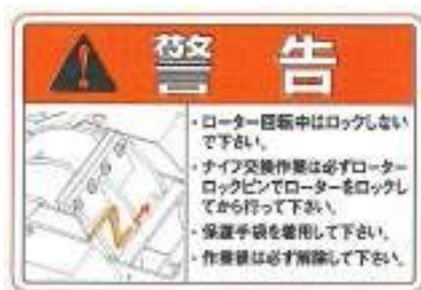 警告
・ローター回転中はロックしない
で下さい。
・ナイフ交換作業は必ずローター
ロックピンでローターをロックし
てから行って下さい。
・保護手袋を着用して下さい。
・作業後は必ず解除して下さい。